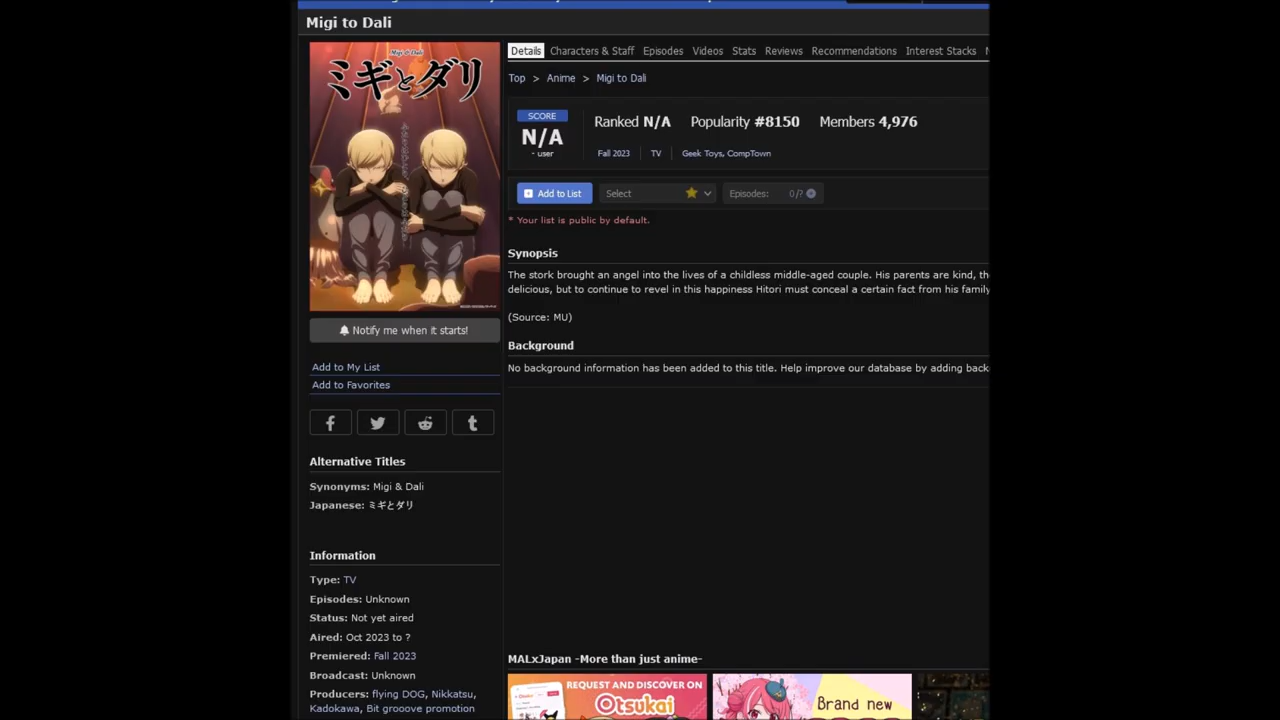 Migi to Dali
Migi & Dali
ミギとダリ
Details Characters & Staff Episodes Videos Stats Reviews Recommendations Interest Stacks
Top > Anime > Migi to Dali
SCORE
N/A
- user
Ranked N/A Popularity #8150 Members 4,976
Fall 2023 TV Geek Toys, CompTown
Add to List Select Episodes: 0/?
* Your list is public by default.
Synopsis
The stork brought an angel into the lives of a childless middle-aged couple. His parents are kind, th
delicious, but to continue to revel in this happiness Hitori must conceal a certain fact from his family
(Source: MU)
Background
No background information has been added to this title. Help improve our database by adding back
Notify me when it starts!
Add to My List
Add to Favorites
Alternative Titles
Synonyms: Migi & Dali
Japanese: ミギとダリ
Information
Type: TV
Episodes: Unknown
Status: Not yet aired
Aired: Oct 2023 to ?
Premiered: Fall 2023
Broadcast: Unknown
Producers: flying DOG, Nikkatsu,
Kadokawa, Bit grooove promotion
MALxJapan -More than just anime-
REQUEST AND DISCOVER ON
Otsukai
Brand new